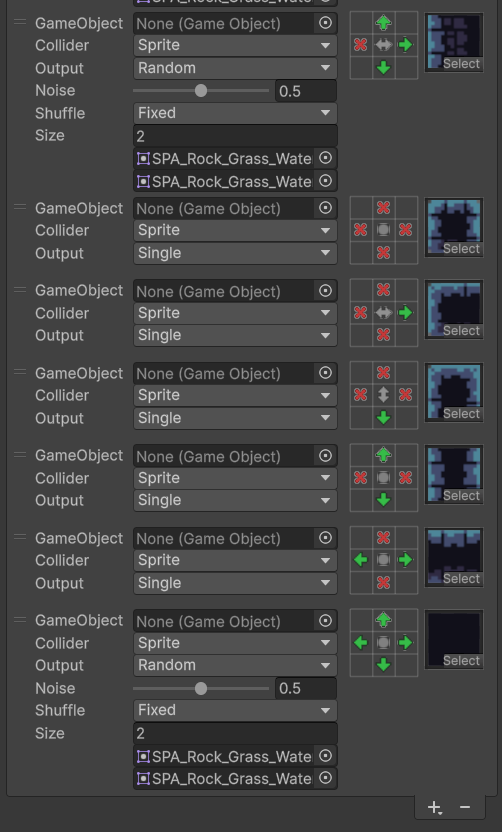 SPA_Rock_Grass_Wate
GameObject None (Game Object)
Collider Sprite
Output Random
Select
Noise 0.5
Shuffle Fixed
Size 2
SPA_Rock_Grass_Wate
SPA_Rock_Grass_Wate
GameObject None (Game Object)
Collider Sprite
Output Single
Select
GameObject None (Game Object)
Collider Sprite
Output Single
Select
GameObject None (Game Object)
Collider Sprite
Output Single
Select
GameObject None (Game Object)
Collider Sprite
Output Single
Select
GameObject None (Game Object)
Collider Sprite
Output Single
Select
GameObject None (Game Object)
Collider Sprite
Output Random
Select
Noise 0.5
Shuffle Fixed
Size 2
SPA_Rock_Grass_Wate
SPA_Rock_Grass_Wate